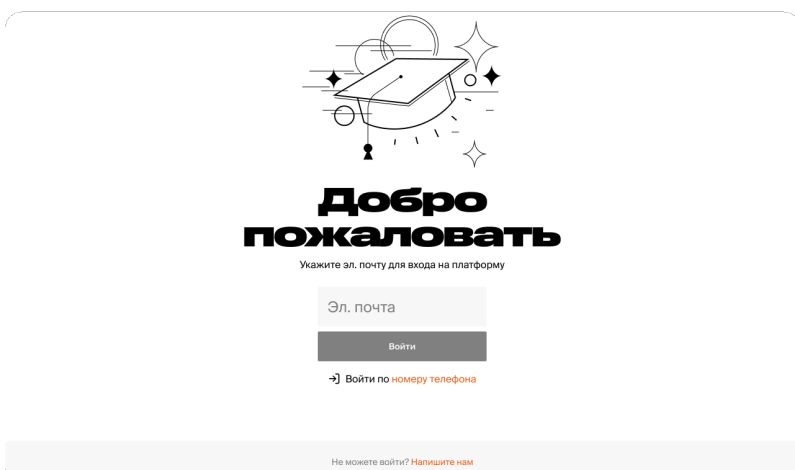 Добро
пожаловать
Укажите эл. почту для входа на платформу
Эл. почта
Войти
Войти по номеру телефона
Не можете войти? Напишите нам